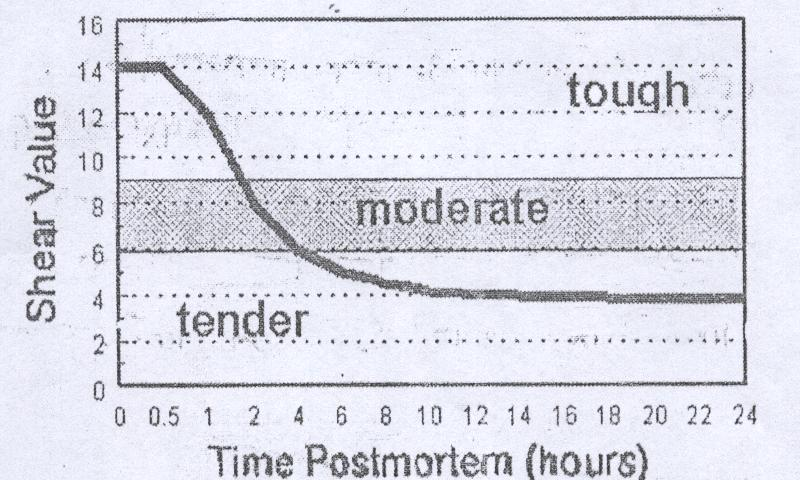 16
14
tough
12
10
moderate
8
6
4
tender
2
0
Shear Value
0 0.5 1 2 4 6 8 10 12 14 16 18 20 22 24
Time Postmortem (hours)